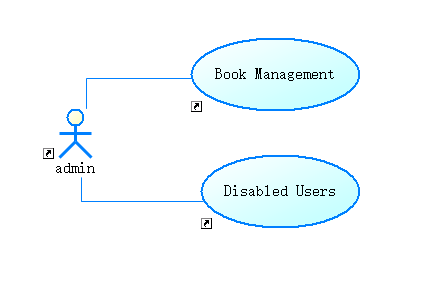 Book Management
admin
Disabled Users